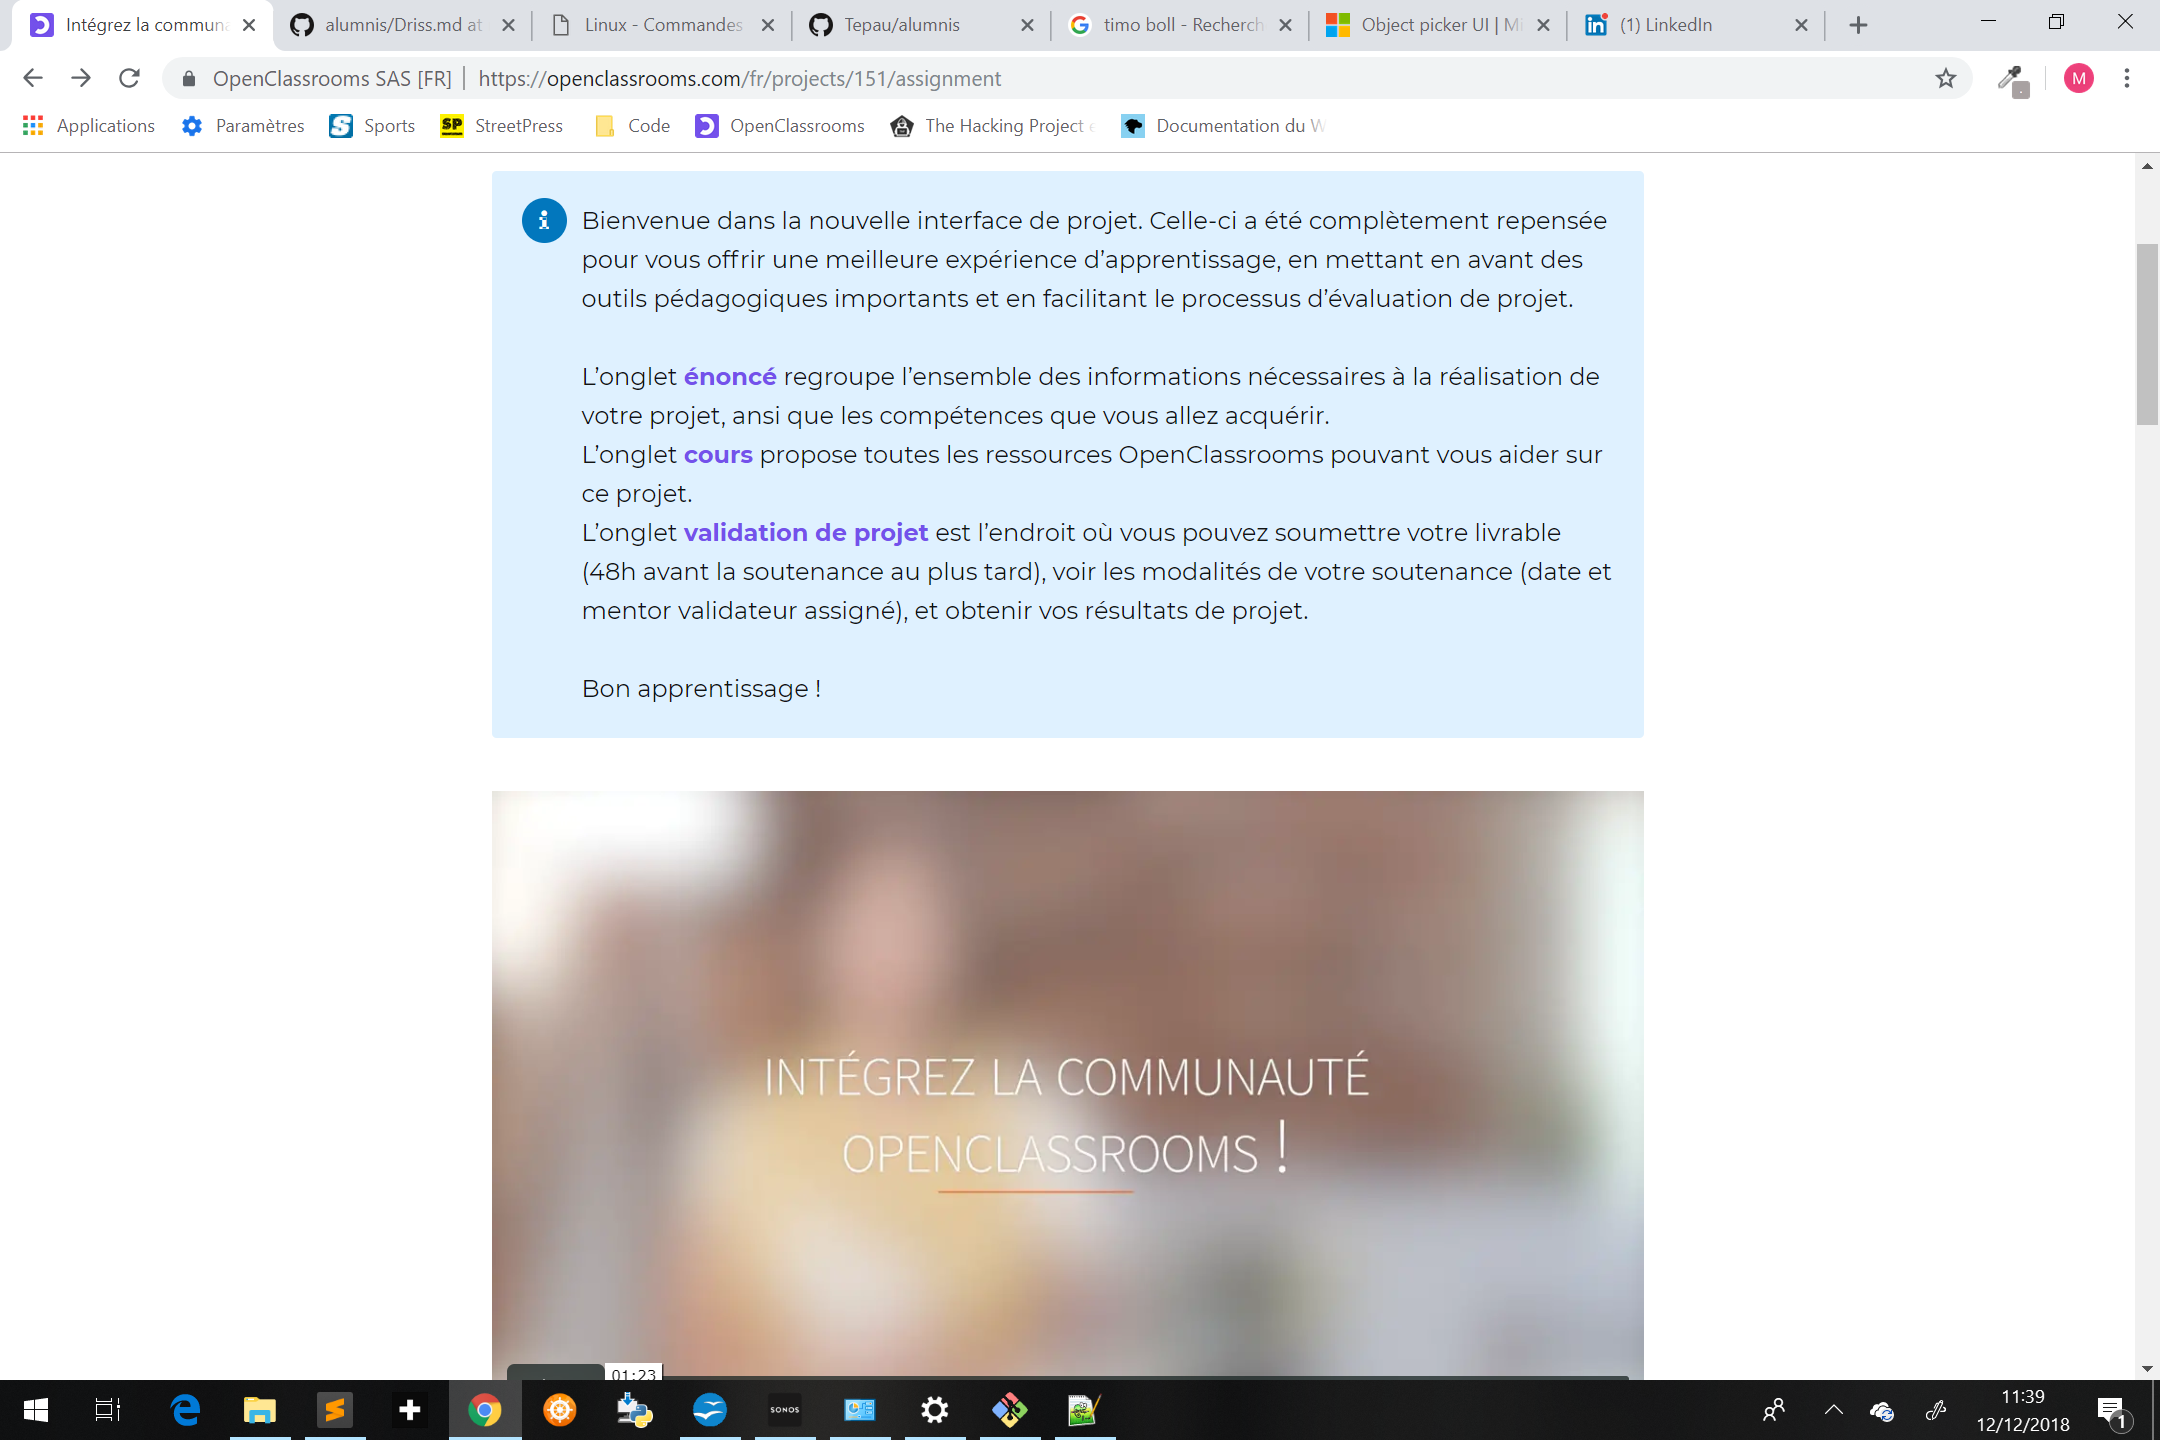 Intégrez la commun
alumnis/Driss.md at
Linux - Commandes
Tepau/alumnis
timo boll - Recherch
Object picker UI | Mi
(1) LinkedIn
OpenClassrooms SAS [FR] | https://openclassrooms.com/fr/projects/151/assignment
M
Applications
Paramètres
Sports
SP
StreetPress
Code
OpenClassrooms
The Hacking Project e
Documentation du W
Bienvenue dans la nouvelle interface de projet. Celle-ci a été complètement repensée
pour vous offrir une meilleure expérience d’apprentissage, en mettant en avant des
outils pédagogiques importants et en facilitant le processus d’évaluation de projet.
L’onglet énoncé regroupe l’ensemble des informations nécessaires à la réalisation de
votre projet, ansi que les compétences que vous allez acquérir.
L’onglet cours propose toutes les ressources OpenClassrooms pouvant vous aider sur
ce projet.
L’onglet validation de projet est l’endroit où vous pouvez soumettre votre livrable
(48h avant la soutenance au plus tard), voir les modalités de votre soutenance (date et
mentor validateur assigné), et obtenir vos résultats de projet.
Bon apprentissage !
INTÉGREZ LA COMMUNAUTÉ
OPENCLASSROOMS !
01:23
SONOS
11:39
12/12/2018
1